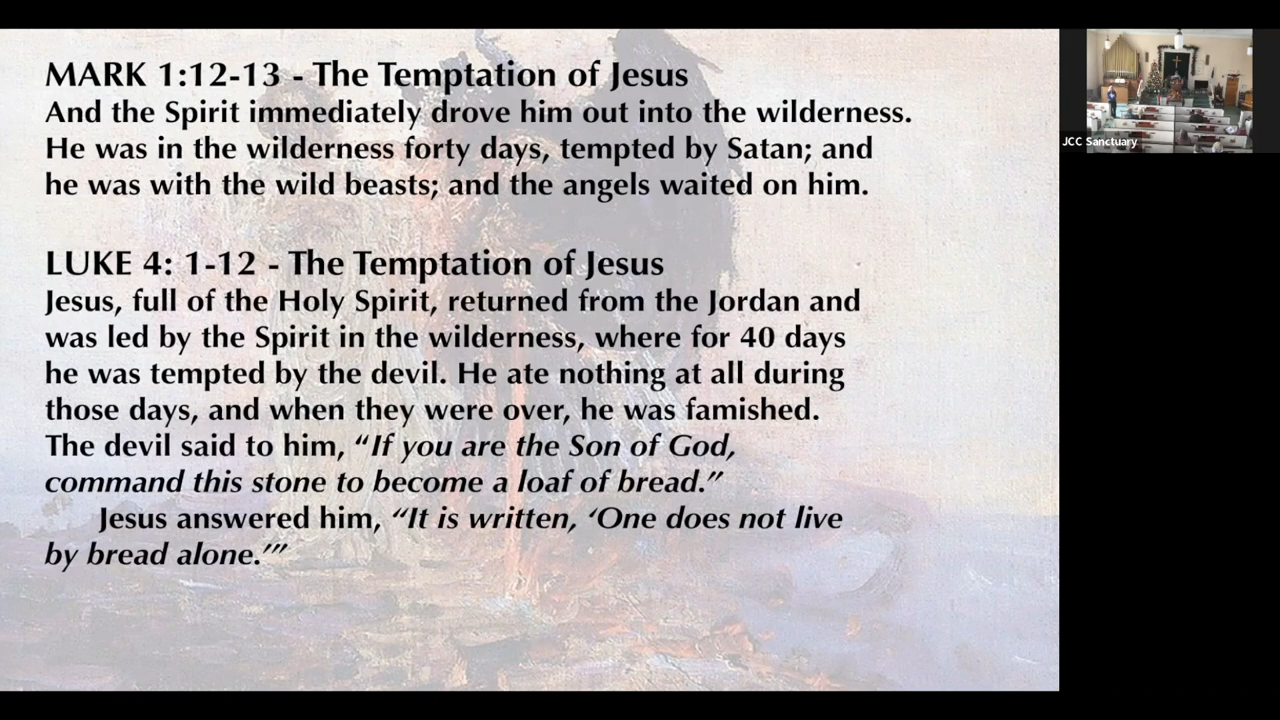 MARK 1:12-13 - The Temptation of Jesus
And the Spirit immediately drove him out into the wilderness.
He was in the wilderness forty days, tempted by Satan; and
he was with the wild beasts; and the angels waited on him.
LUKE 4: 1-12 - The Temptation of Jesus
Jesus, full of the Holy Spirit, returned from the Jordan and
was led by the Spirit in the wilderness, where for 40 days
he was tempted by the devil. He ate nothing at all during
those days, and when they were over, he was famished.
The devil said to him, “If you are the Son of God,
command this stone to become a loaf of bread.”
Jesus answered him, “It is written, ‘One does not live
by bread alone.’”
JCC Sanctuary